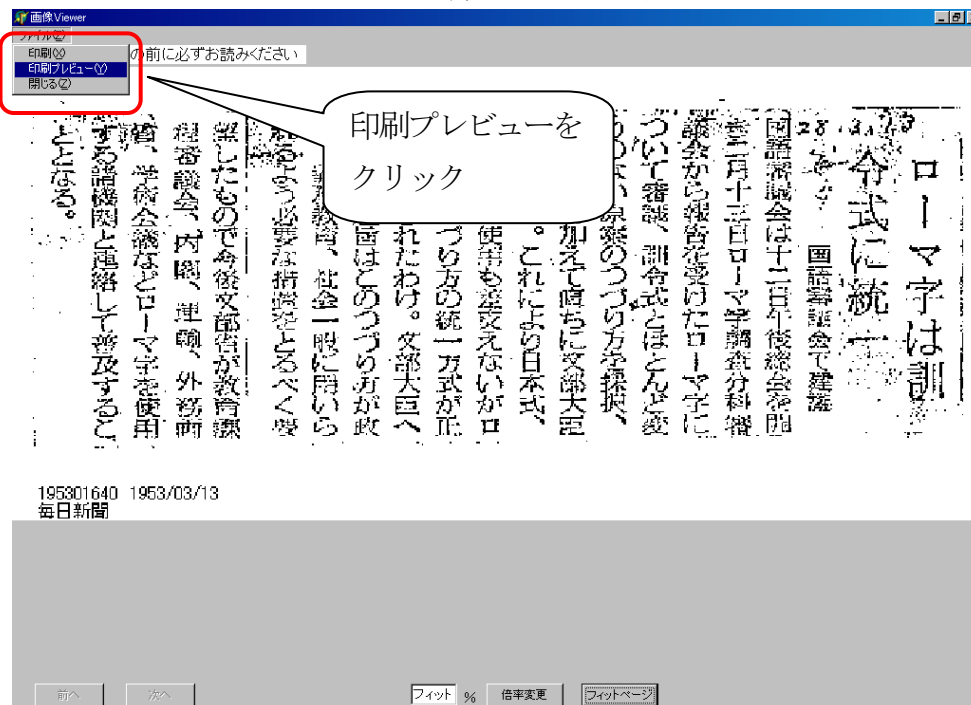 画像Viewer
ファイル(Z)
印刷(X)
印刷プレビュー(Y)
閉じる(Z)
の前に必ずお読みください
印刷プレビューを
クリック
28.3.13
ローマ字は訓
令式に統一
国語審議会で建議
国語審議会は十二日午後総会を開
き二月十三日ローマ字調査分科審
議会から報告を受けたローマ字に
ついて審議、訓令式とほとんど変
のない原案のつづり方を採択、
加えて直ちに文部大臣
。これにより日本式、
使用も差支えないがロ
づり方の統一方式が正
れたわけ。文部大臣へ
はこのつづり方が政
教育、社会一般に用いら
るよう必要な措置をとるべく要
望したもので今後文部省が教育課
程審議会、内閣、運輸、外務両
省、学術会議などローマ字を使用
する諸機関と連絡して普及するこ
ととなる。
195301640 1953/03/13
毎日新聞
前へ 次へ フィット % 倍率変更 フィットページ